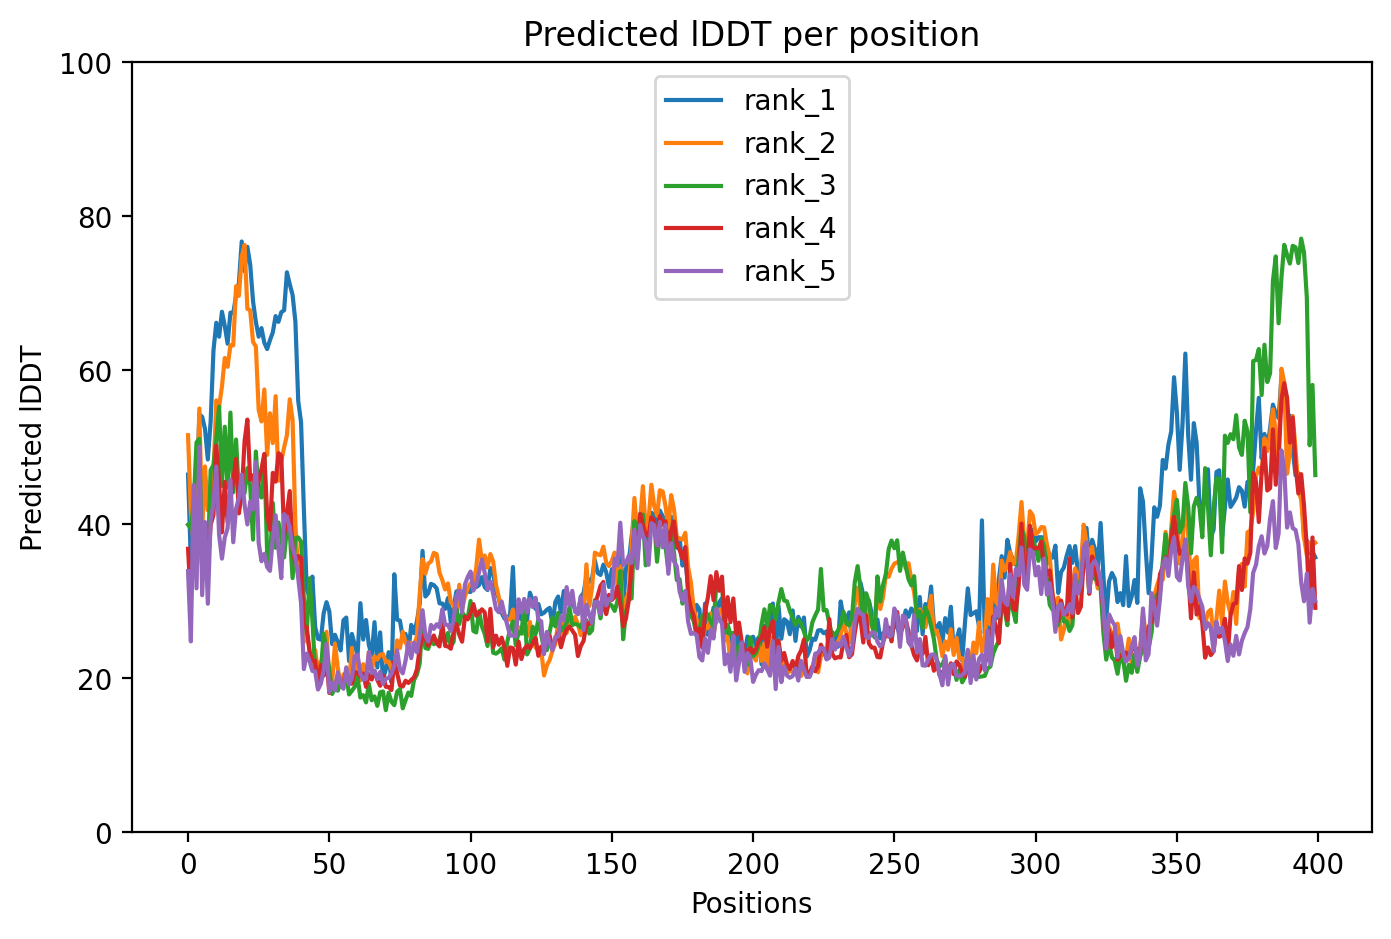 Predicted lDDT per position
100
80
60
40
20
0
Predicted lDDT
rank_1
rank_2
rank_3
rank_4
rank_5
0 50 100 150 200 250 300 350 400
Positions